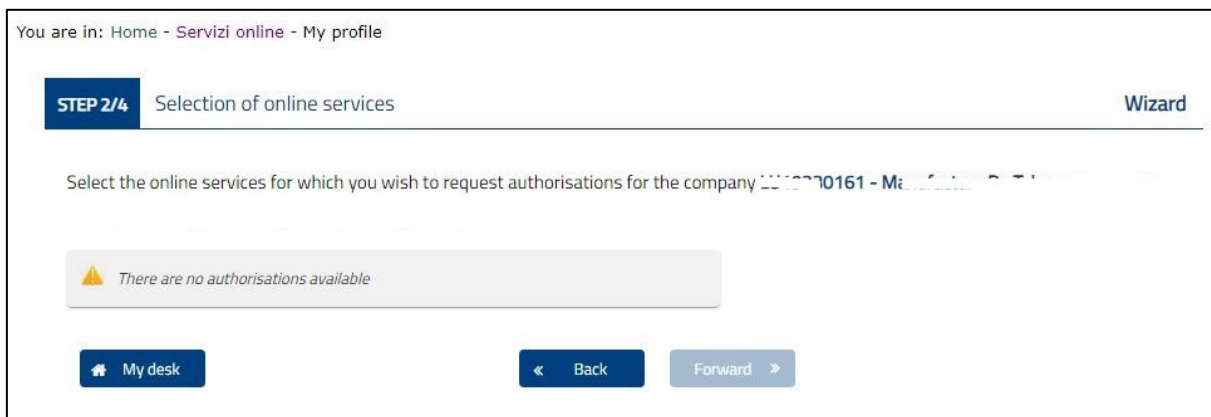 You are in: Home - Servizi online - My profile
STEP 2/4 Selection of online services Wizard
Select the online services for which you wish to request authorisations for the company
There are no authorisations available
My desk « Back Forward »